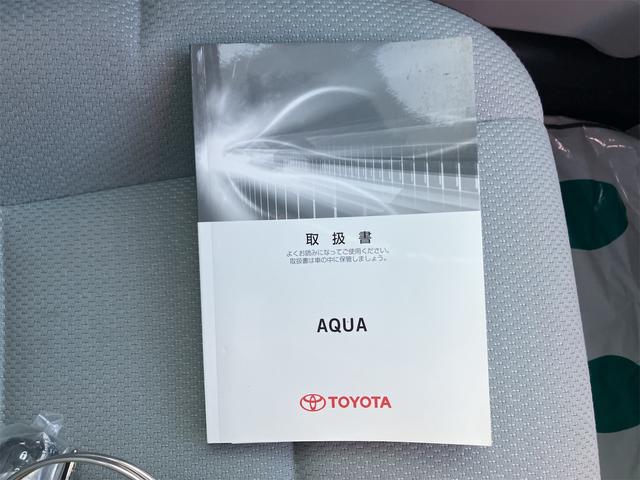 取扱書
よくお読みになってご使用ください。
取扱書は車の中に保管しましょう。
AQUA
TOYOTA